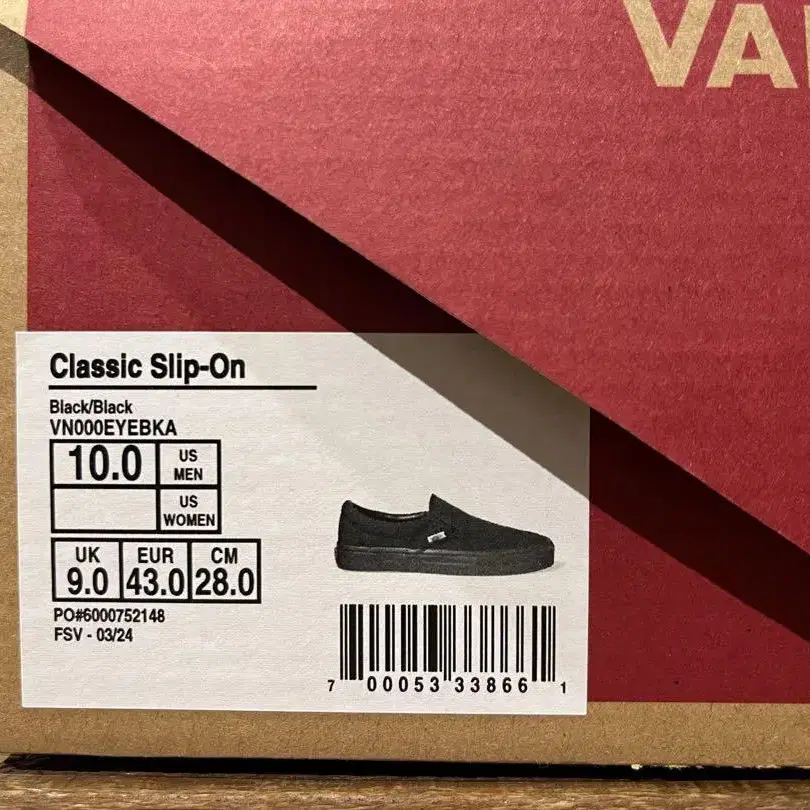 VA
Classic Slip-On
Black/Black
VN000EYEBKA
10.0 US MEN
US WOMEN
UK EUR CM
9.0 43.0 28.0
PO#6000752148
FSV - 03/24
7 00053 33866 1